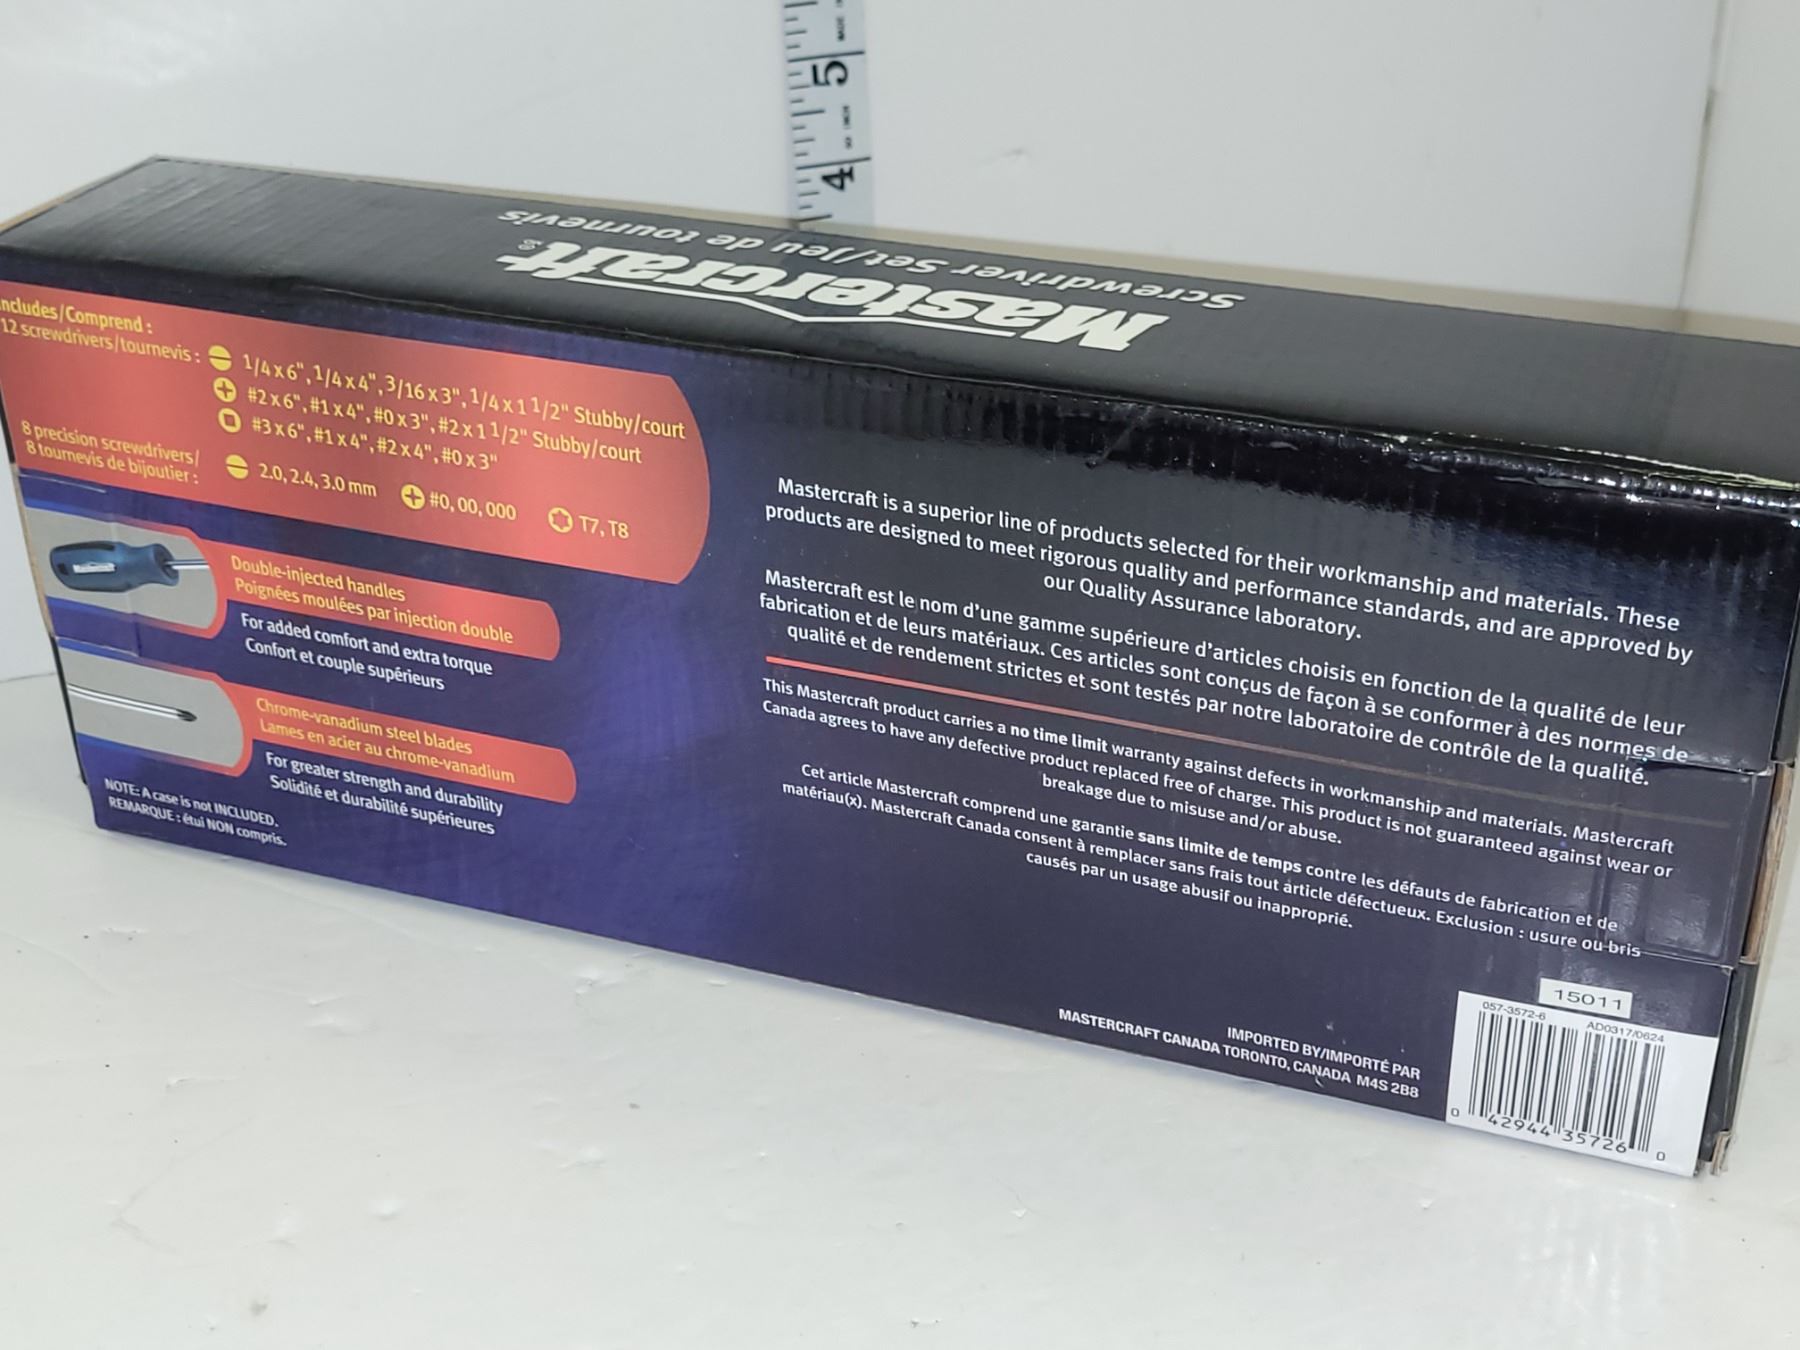 5
4
Screwdriver Set/Jeu de tournevis
Mastercraft®
Includes/Comprend :
12 screwdrivers/tournevis :
1/4 x 6", 1/4 x 4", 3/16 x 3", 1/4 x 1 1/2" Stubby/court
#2 x 6", #1 x 4", #0 x 3", #2 x 1 1/2" Stubby/court
#3 x 6", #1 x 4", #2 x 4", #0 x 3"
8 precision screwdrivers/
8 tournevis de bijoutier :
2.0, 2.4, 3.0 mm
#0, 00, 000
T7, T8
Double-injected handles
Poignées moulées par injection double
For added comfort and extra torque
Confort et couple supérieurs
Chrome-vanadium steel blades
Lames en acier au chrome-vanadium
For greater strength and durability
Solidité et durabilité supérieures
NOTE: A case is not INCLUDED.
REMARQUE : étui NON compris.
Mastercraft is a superior line of products selected for their workmanship and materials. These
products are designed to meet rigorous quality and performance standards, and are approved by
our Quality Assurance laboratory.
Mastercraft est le nom d'une gamme supérieure d'articles choisis en fonction de la qualité de leur
fabrication et de leurs matériaux. Ces articles sont conçus de façon à se conformer à des normes de
qualité et de rendement strictes et sont testés par notre laboratoire de contrôle de la qualité.
This Mastercraft product carries a no time limit warranty against defects in workmanship and materials. Mastercraft
Canada agrees to have any defective product replaced free of charge. This product is not guaranteed against wear or
breakage due to misuse and/or abuse.
Cet article Mastercraft comprend une garantie sans limite de temps contre les défauts de fabrication et de
matériau(x). Mastercraft Canada consent à remplacer sans frais tout article défectueux. Exclusion : usure ou bris
causés par un usage abusif ou inapproprié.
IMPORTED BY/IMPORTÉ PAR
MASTERCRAFT CANADA TORONTO, CANADA M4S 2B8
15011
057-3572-6 AD0317/0624
0 42944 35726 0